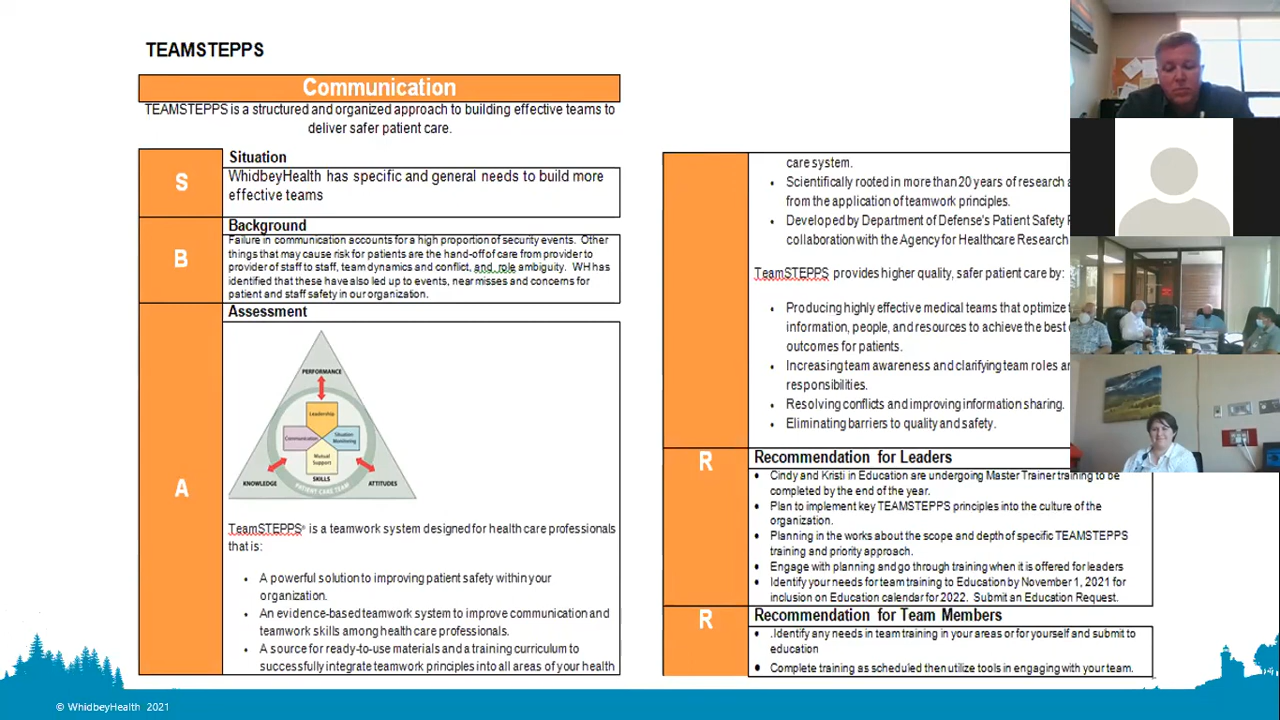 TEAMSTEPPS
Communication
TEAMSTEPPS is a structured and organized approach to building effective teams to
deliver safer patient care.
S
Situation
WhidbeyHealth has specific and general needs to build more
effective teams
B
Background
Failure in communication accounts for a high proportion of security events. Other
things that may cause risk for patients are the hand-off of care from provider to
provider of staff to staff, team dynamics and conflict, and role ambiguity. WH has
identified that these have also led up to events, near misses and concerns for
patient and staff safety in our organization.
A
Assessment
PERFORMANCE
Leadership
Communication
Situation
Monitoring
Mutual
Support
KNOWLEDGE
SKILLS
ATTITUDES
PATIENT CARE TEAM
TeamSTEPPS® is a teamwork system designed for health care professionals
that is:
• A powerful solution to improving patient safety within your
organization.
• An evidence-based teamwork system to improve communication and
teamwork skills among health care professionals.
• A source for ready-to-use materials and a training curriculum to
successfully integrate teamwork principles into all areas of your health
care system.
• Scientifically rooted in more than 20 years of research a
from the application of teamwork principles.
• Developed by Department of Defense's Patient Safety
collaboration with the Agency for Healthcare Research
TeamSTEPPS provides higher quality, safer patient care by:
• Producing highly effective medical teams that optimize
information, people, and resources to achieve the best
outcomes for patients.
• Increasing team awareness and clarifying team roles
responsibilities.
• Resolving conflicts and improving information sharing.
• Eliminating barriers to quality and safety.
R
Recommendation for Leaders
• Cindy and Kristi in Education are undergoing Master Trainer training to be
completed by the end of the year.
• Plan to implement key TEAMSTEPPS principles into the culture of the
organization.
• Planning in the works about the scope and depth of specific TEAMSTEPPS
training and priority approach.
• Engage with planning and go through training when it is offered for leaders
• Identify your needs for team training to Education by November 1, 2021 for
inclusion on Education calendar for 2022. Submit an Education Request.
R
Recommendation for Team Members
• .Identify any needs in team training in your areas or for yourself and submit to
education
• Complete training as scheduled then utilize tools in engaging with your team.
© WhidbeyHealth 2021